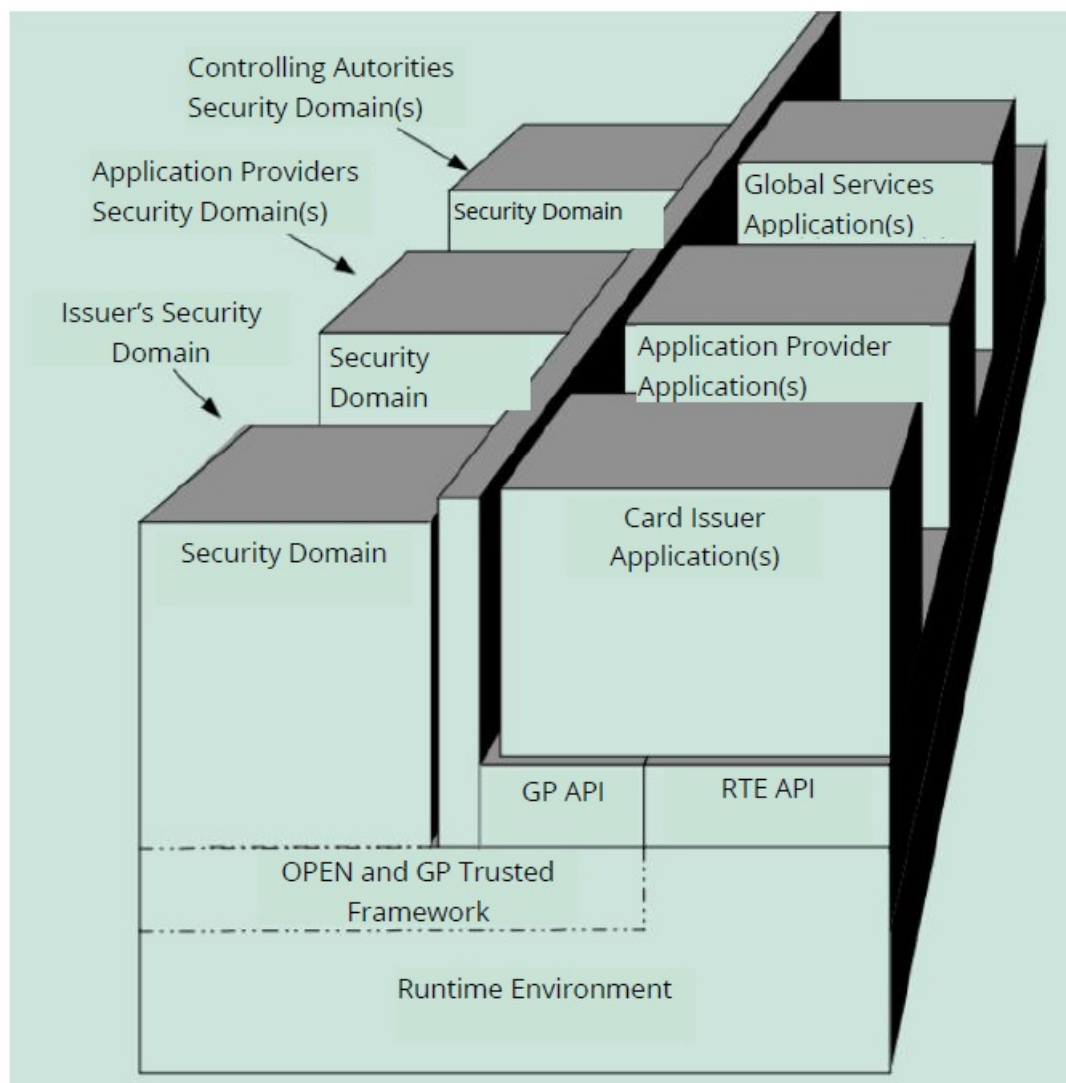 Controlling Autorities
Security Domain(s)
Application Providers
Security Domain(s)
Issuer’s Security
Domain
Security Domain
Security
Domain
Security Domain
Global Services
Application(s)
Application Provider
Application(s)
Card Issuer
Application(s)
GP API
RTE API
OPEN and GP Trusted
Framework
Runtime Environment